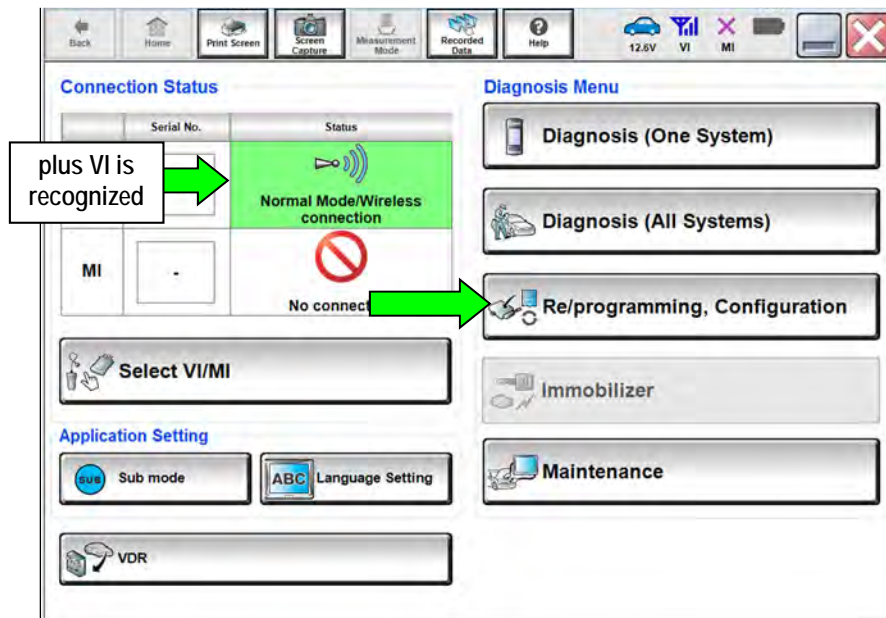 Back
Home
Print Screen
Screen
Capture
Measurement
Mode
Recorded
Data
Help
12.6V
VI
MI
Connection Status
Serial No.
Status
plus VI is
recognized
Normal Mode/Wireless
connection
MI
-
No connect
Select VI/MI
Application Setting
SUB
Sub mode
ABC
Language Setting
VDR
Diagnosis Menu
Diagnosis (One System)
Diagnosis (All Systems)
Re/programming, Configuration
Immobilizer
Maintenance